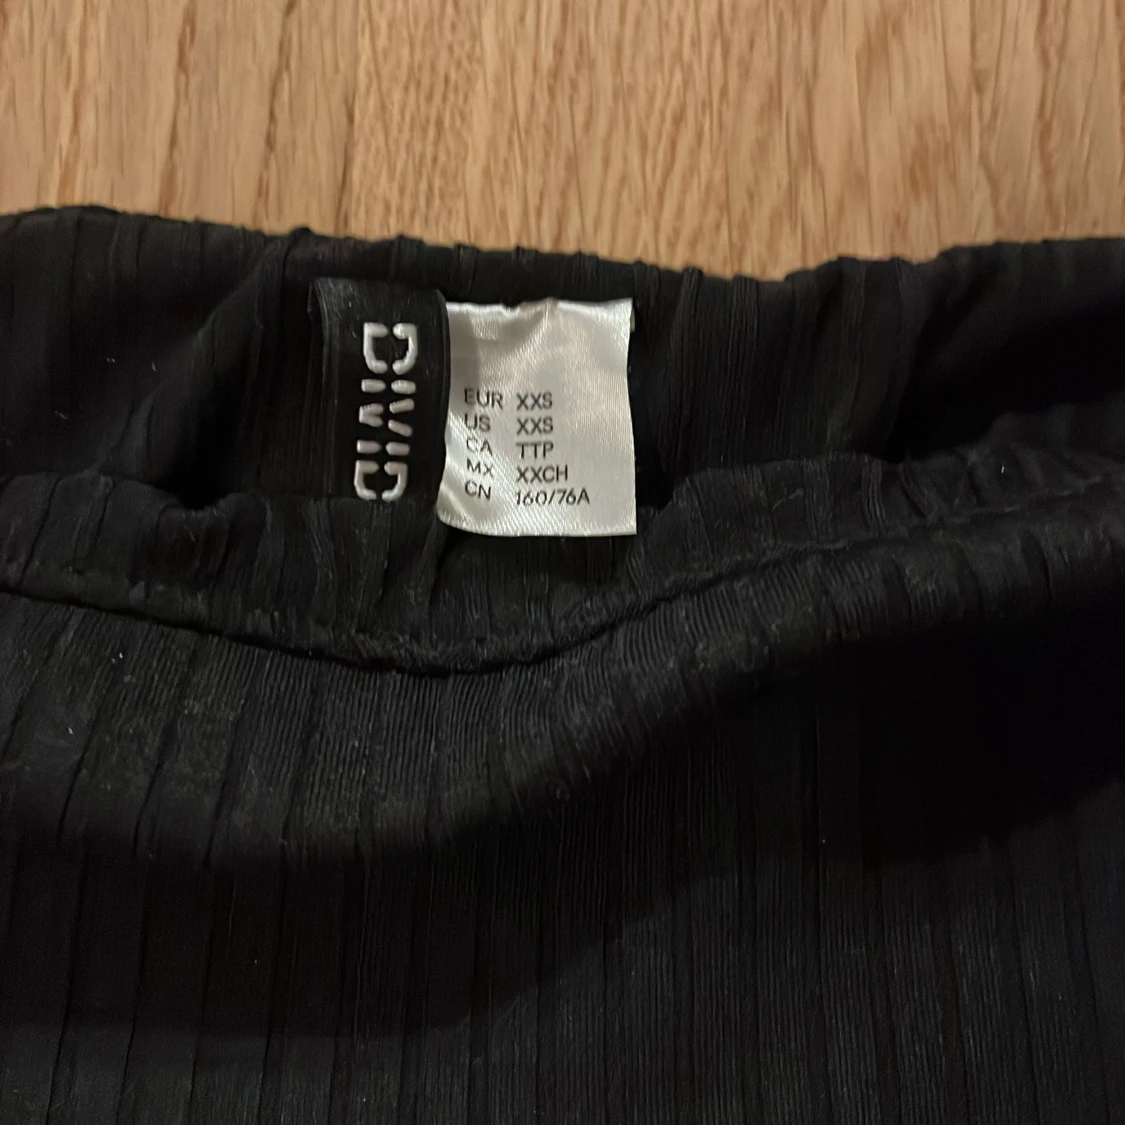 DIVID
EUR XXS
US XXS
CA TTP
MX XXCH
CN 160/76A